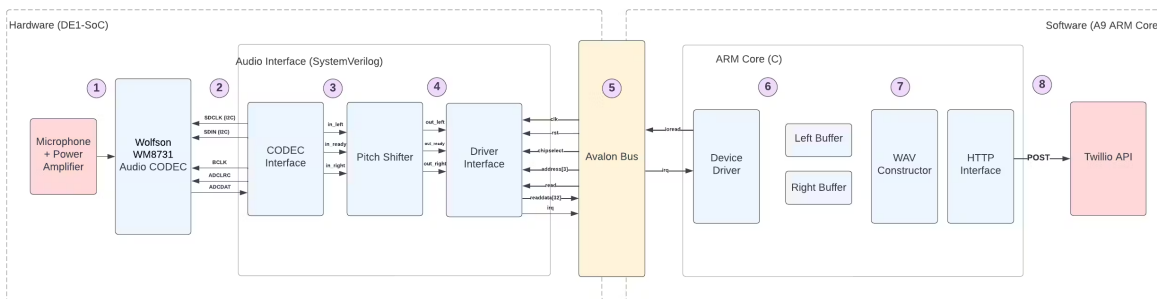 Hardware (DE1-SoC)
Software (A9 ARM Core
Audio Interface (SystemVerilog)
ARM Core (C)
1
2
3
4
5
6
7
8
Microphone
+ Power
Amplifier
Wolfson
WM8731
Audio CODEC
SDCLK (I2C)
SDIN (I2C)
BCLK
ADCLRC
ADCDAT
CODEC
Interface
in_left
in_ready
in_right
Pitch Shifter
out_left
out_ready
out_right
Driver
Interface
clk
rst
chipselect
address[3]
read
readdata[32]
irq
Avalon Bus
ioread
irq
Device
Driver
Left Buffer
Right Buffer
WAV
Constructor
HTTP
Interface
POST
Twillio API